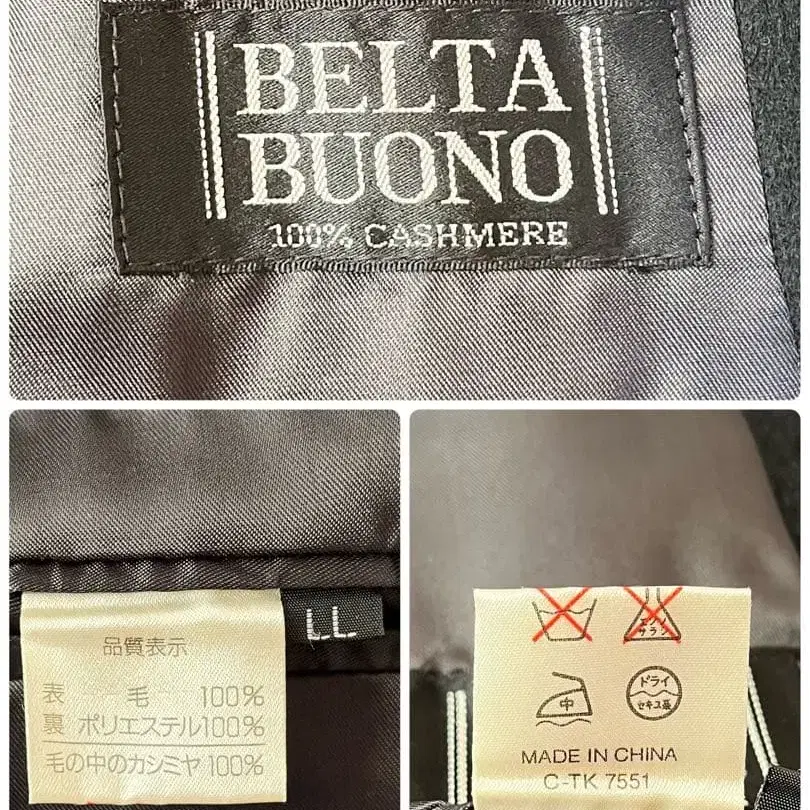 BELTA
BUONO
100% CASHMERE
LL
品質表示
表 毛 100%
裏 ポリエステル100%
毛の中のカシミヤ 100%
エンソ
サラシ
中
ドライ
セキユ系
MADE IN CHINA
C-TK 7551